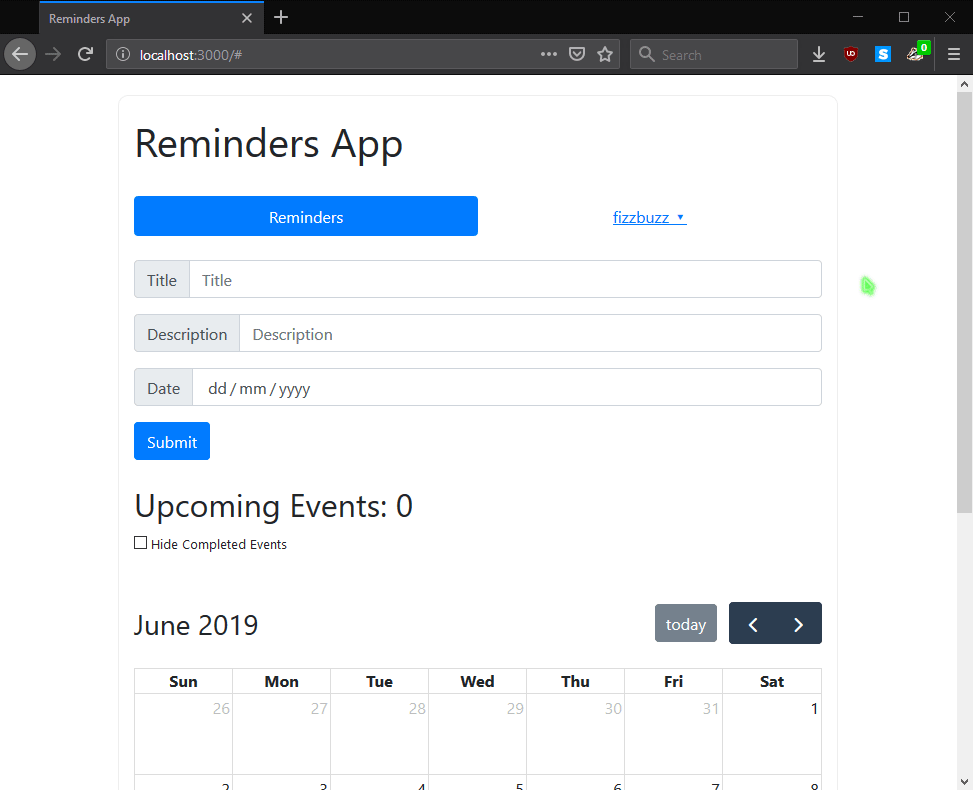 Reminders App
localhost:3000/#
Search
0
Reminders App
Reminders
fizzbuzz
Title Title
Description Description
Date dd / mm / yyyy
Submit
Upcoming Events: 0
Hide Completed Events
June 2019
today
Sun Mon Tue Wed Thu Fri Sat
26 27 28 29 30 31 1
2 3 4 5 6 7 8